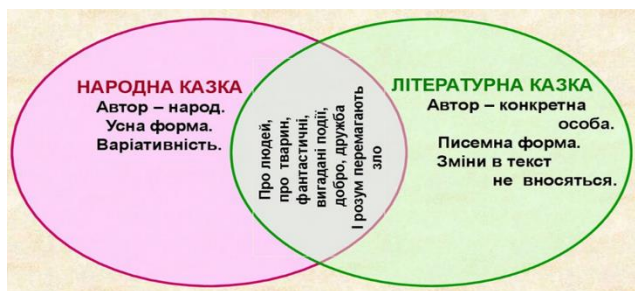 НАРОДНА КАЗКА
Автор – народ.
Усна форма.
Варіативність.
Про людей,
про тварин,
фантастичні,
вигадані події,
добро, дружба
І розум перемагають
зло
ЛІТЕРАТУРНА КАЗКА
Автор – конкретна
особа.
Писемна форма.
Зміни в текст
не вносяться.